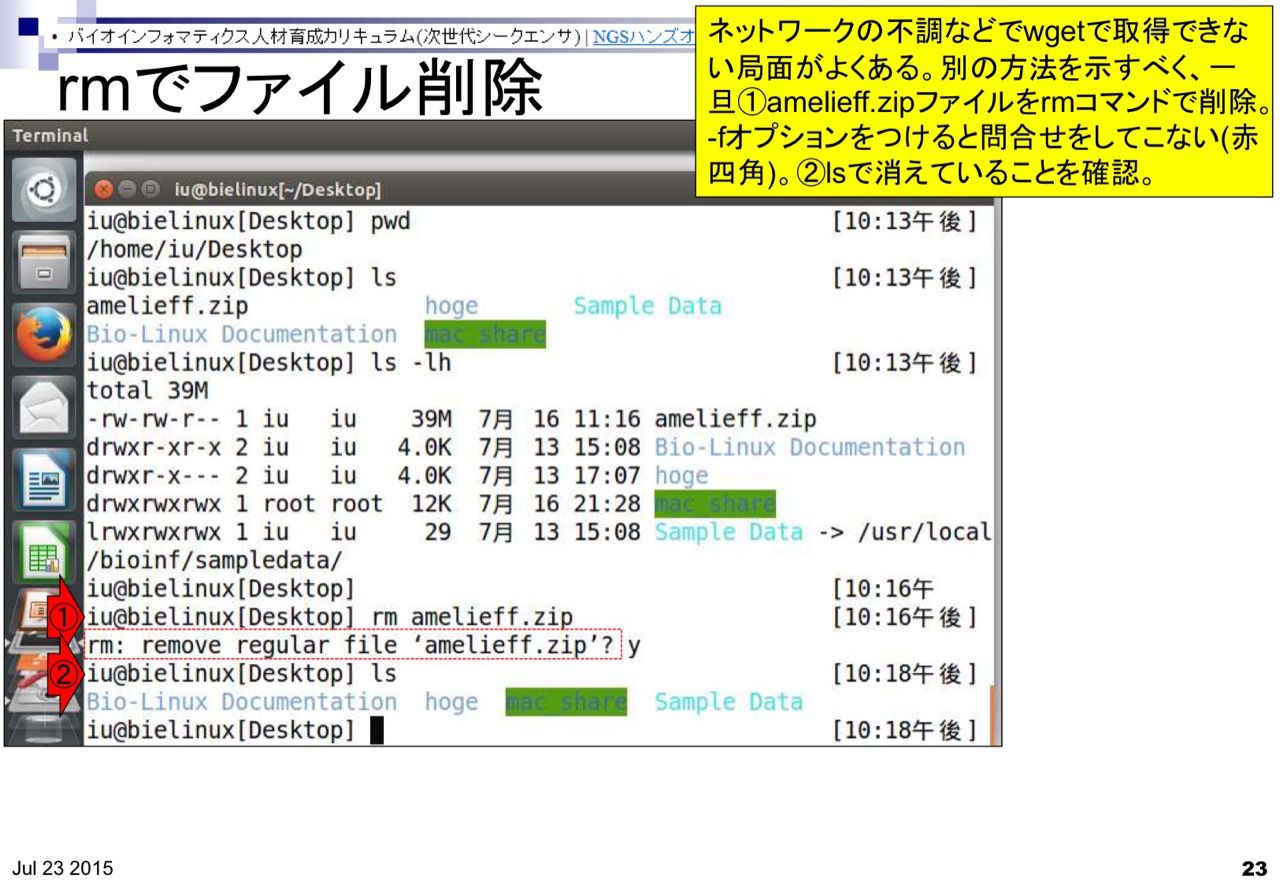 ・バイオインフォマティクス人材育成カリキュラム(次世代シークエンサ) | NGSハンズオ
rmでファイル削除
ネットワークの不調などでwgetで取得できな
い局面がよくある。別の方法を示すべく、一
旦①amelieff.zipファイルをrmコマンドで削除。
-fオプションをつけると問合せをしてこない(赤
四角)。②lsで消えていることを確認。
Terminal
iu@bielinux[~/Desktop]
iu@bielinux[Desktop] pwd [10:13午後]
/home/iu/Desktop
iu@bielinux[Desktop] ls [10:13午後]
amelieff.zip hoge Sample Data
Bio-Linux Documentation mac_share
iu@bielinux[Desktop] ls -lh [10:13午後]
total 39M
-rw-rw-r-- 1 iu iu 39M 7月 16 11:16 amelieff.zip
drwxr-xr-x 2 iu iu 4.0K 7月 13 15:08 Bio-Linux Documentation
drwxr-x--- 2 iu iu 4.0K 7月 13 17:07 hoge
drwxrwxrwx 1 root root 12K 7月 16 21:28 mac_share
lrwxrwxrwx 1 iu iu 29 7月 13 15:08 Sample Data -> /usr/local
/bioinf/sampledata/
iu@bielinux[Desktop] [10:16午
① iu@bielinux[Desktop] rm amelieff.zip [10:16午後]
rm: remove regular file ‘amelieff.zip’? y
② iu@bielinux[Desktop] ls [10:18午後]
Bio-Linux Documentation hoge mac_share Sample Data
iu@bielinux[Desktop] [10:18午後]
Jul 23 2015
23